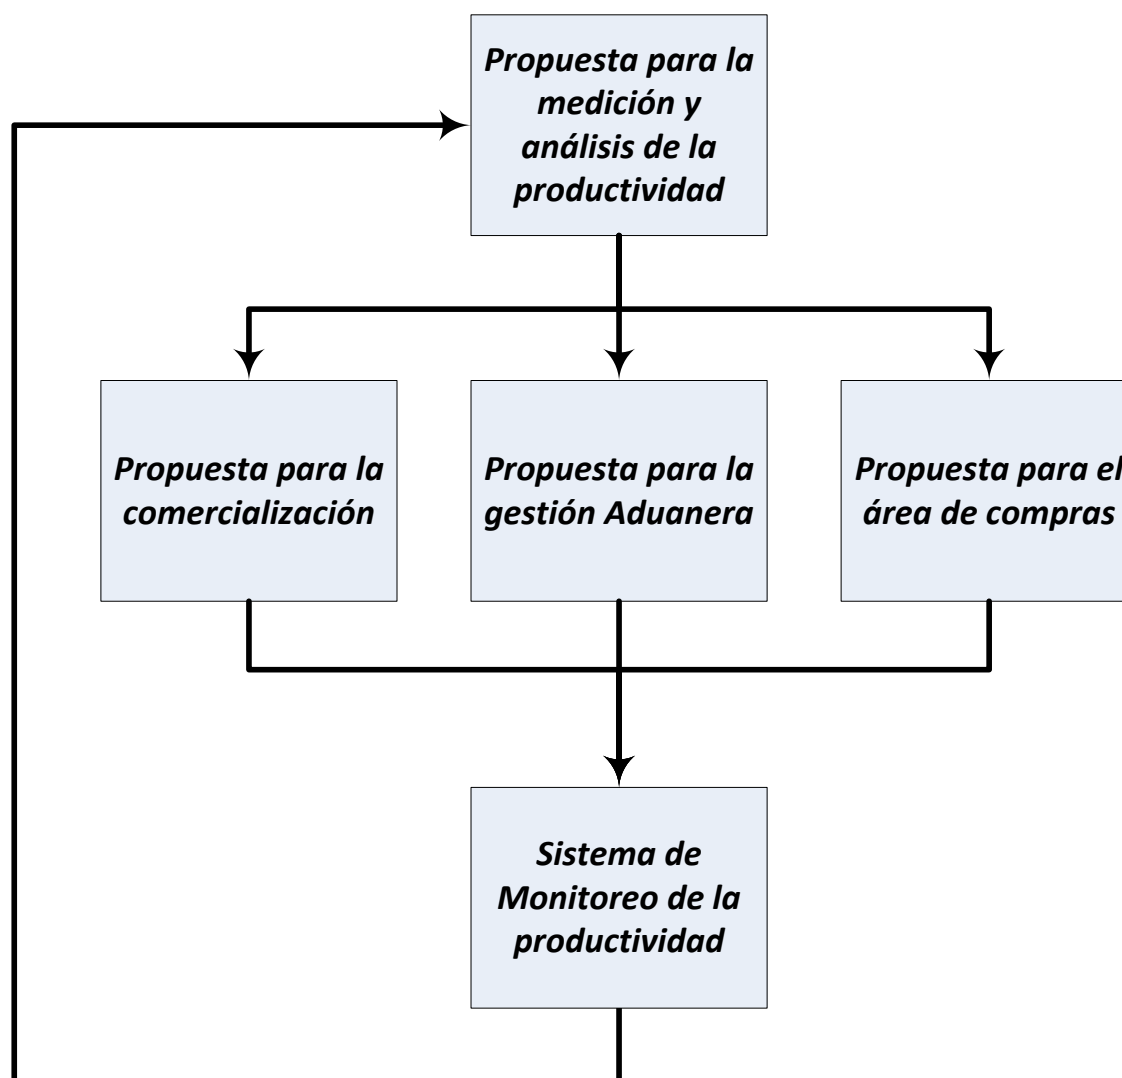 Propuesta para la
medición y
análisis de la
productividad
Propuesta para la
comercialización
Propuesta para la
gestión Aduanera
Propuesta para el
área de compras
Sistema de
Monitoreo de la
productividad